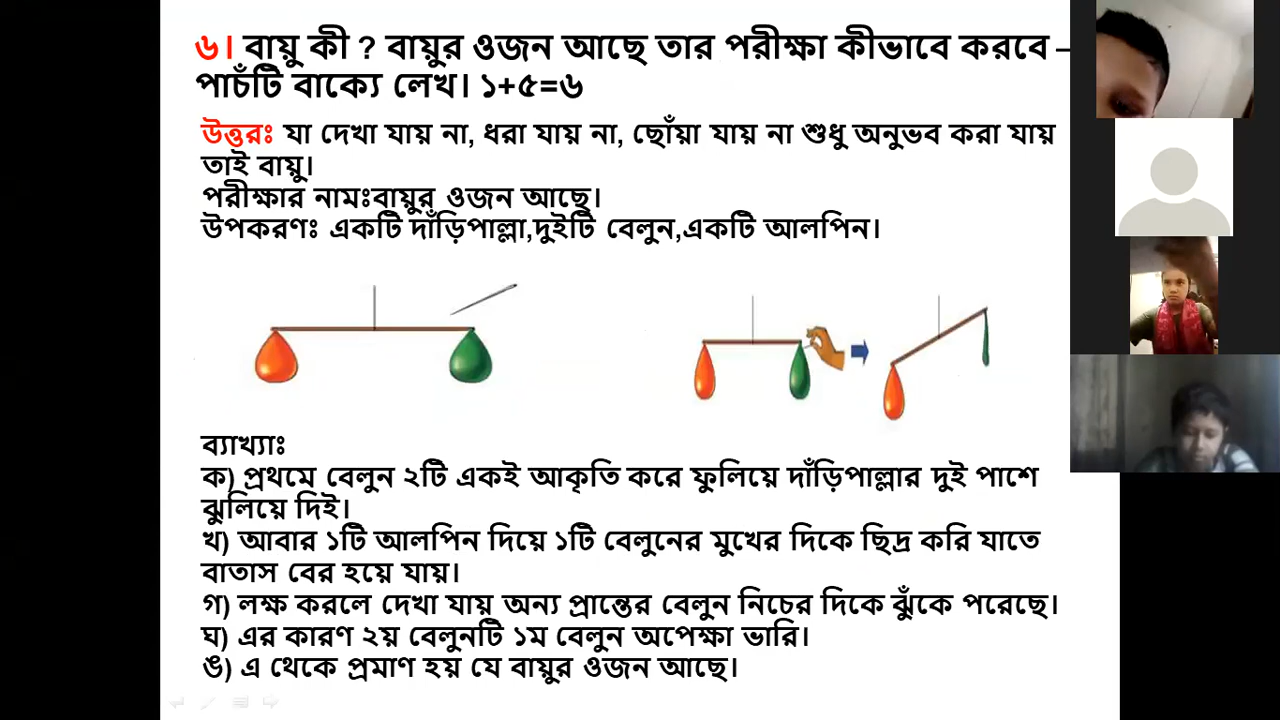 ৬। বায়ু কী ? বায়ুর ওজন আছে তার পরীক্ষা কীভাবে করবে –
পাচঁটি বাক্যে লেখ। ১+৫=৬
উত্তরঃ যা দেখা যায় না, ধরা যায় না, ছোঁয়া যায় না শুধু অনুভব করা যায়
তাই বায়ু।
পরীক্ষার নামঃবায়ুর ওজন আছে।
উপকরণঃ একটি দাঁড়িপাল্লা,দুইটি বেলুন,একটি আলপিন।
ব্যাখ্যাঃ
ক) প্রথমে বেলুন ২টি একই আকৃতি করে ফুলিয়ে দাঁড়িপাল্লার দুই পাশে
ঝুলিয়ে দিই।
খ) আবার ১টি আলপিন দিয়ে ১টি বেলুনের মুখের দিকে ছিদ্র করি যাতে
বাতাস বের হয়ে যায়।
গ) লক্ষ করলে দেখা যায় অন্য প্রান্তের বেলুন নিচের দিকে ঝুঁকে পরেছে।
ঘ) এর কারণ ২য় বেলুনটি ১ম বেলুন অপেক্ষা ভারি।
ঙ) এ থেকে প্রমাণ হয় যে বায়ুর ওজন আছে।